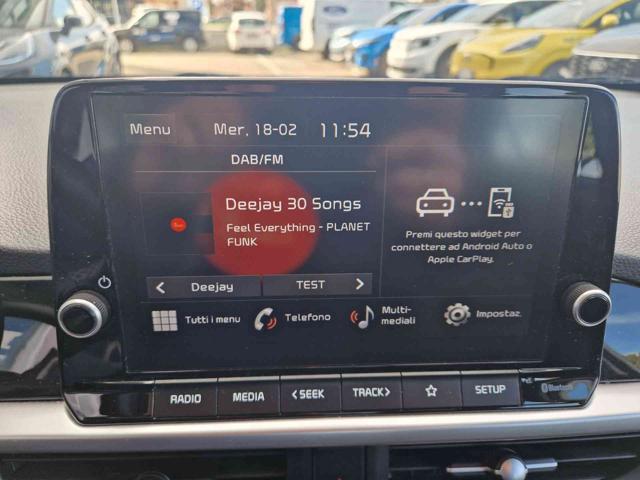 Menu Mer. 18-02 11:54
DAB/FM
Deejay 30 Songs
Feel Everything - PLANET
FUNK
Premi questo widget per
connettere ad Android Auto o
Apple CarPlay.
< Deejay TEST >
Tutti i menu Telefono Multi-
mediali Impostaz.
RADIO MEDIA <SEEK TRACK> ☆ SETUP Bluetooth